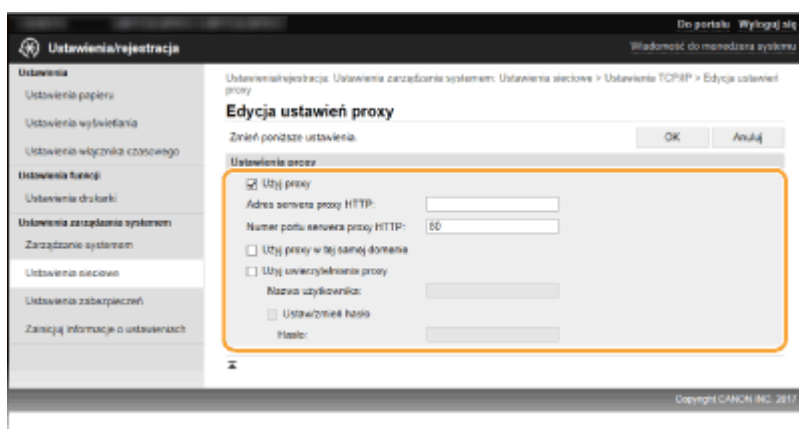 Do portalu Wyloguj się
Ustawienia/rejestracja
Wiadomość do menedżera systemu
Ustawienia
Ustawienia papieru
Ustawienia wyświetlania
Ustawienia włącznika czasowego
Ustawienia funkcji
Ustawienia drukarki
Ustawienia zarządzania systemem
Zarządzanie systemem
Ustawienia sieciowe
Ustawienia zabezpieczeń
Zainicjuj informacje o ustawieniach
Ustawienia/rejestracja: Ustawienia zarządzania systemem: Ustawienia sieciowe > Ustawienia TCP/IP > Edycja ustawień
proxy
Edycja ustawień proxy
Zmień poniższe ustawienia.
OK
Anuluj
Ustawienia proxy
Użyj proxy
Adres serwera proxy HTTP:
Numer portu serwera proxy HTTP: 80
Użyj proxy w tej samej domenie
Użyj uwierzytelniania proxy
Nazwa użytkownika:
Ustaw/zmień hasło
Hasło:
Copyright CANON INC. 2017